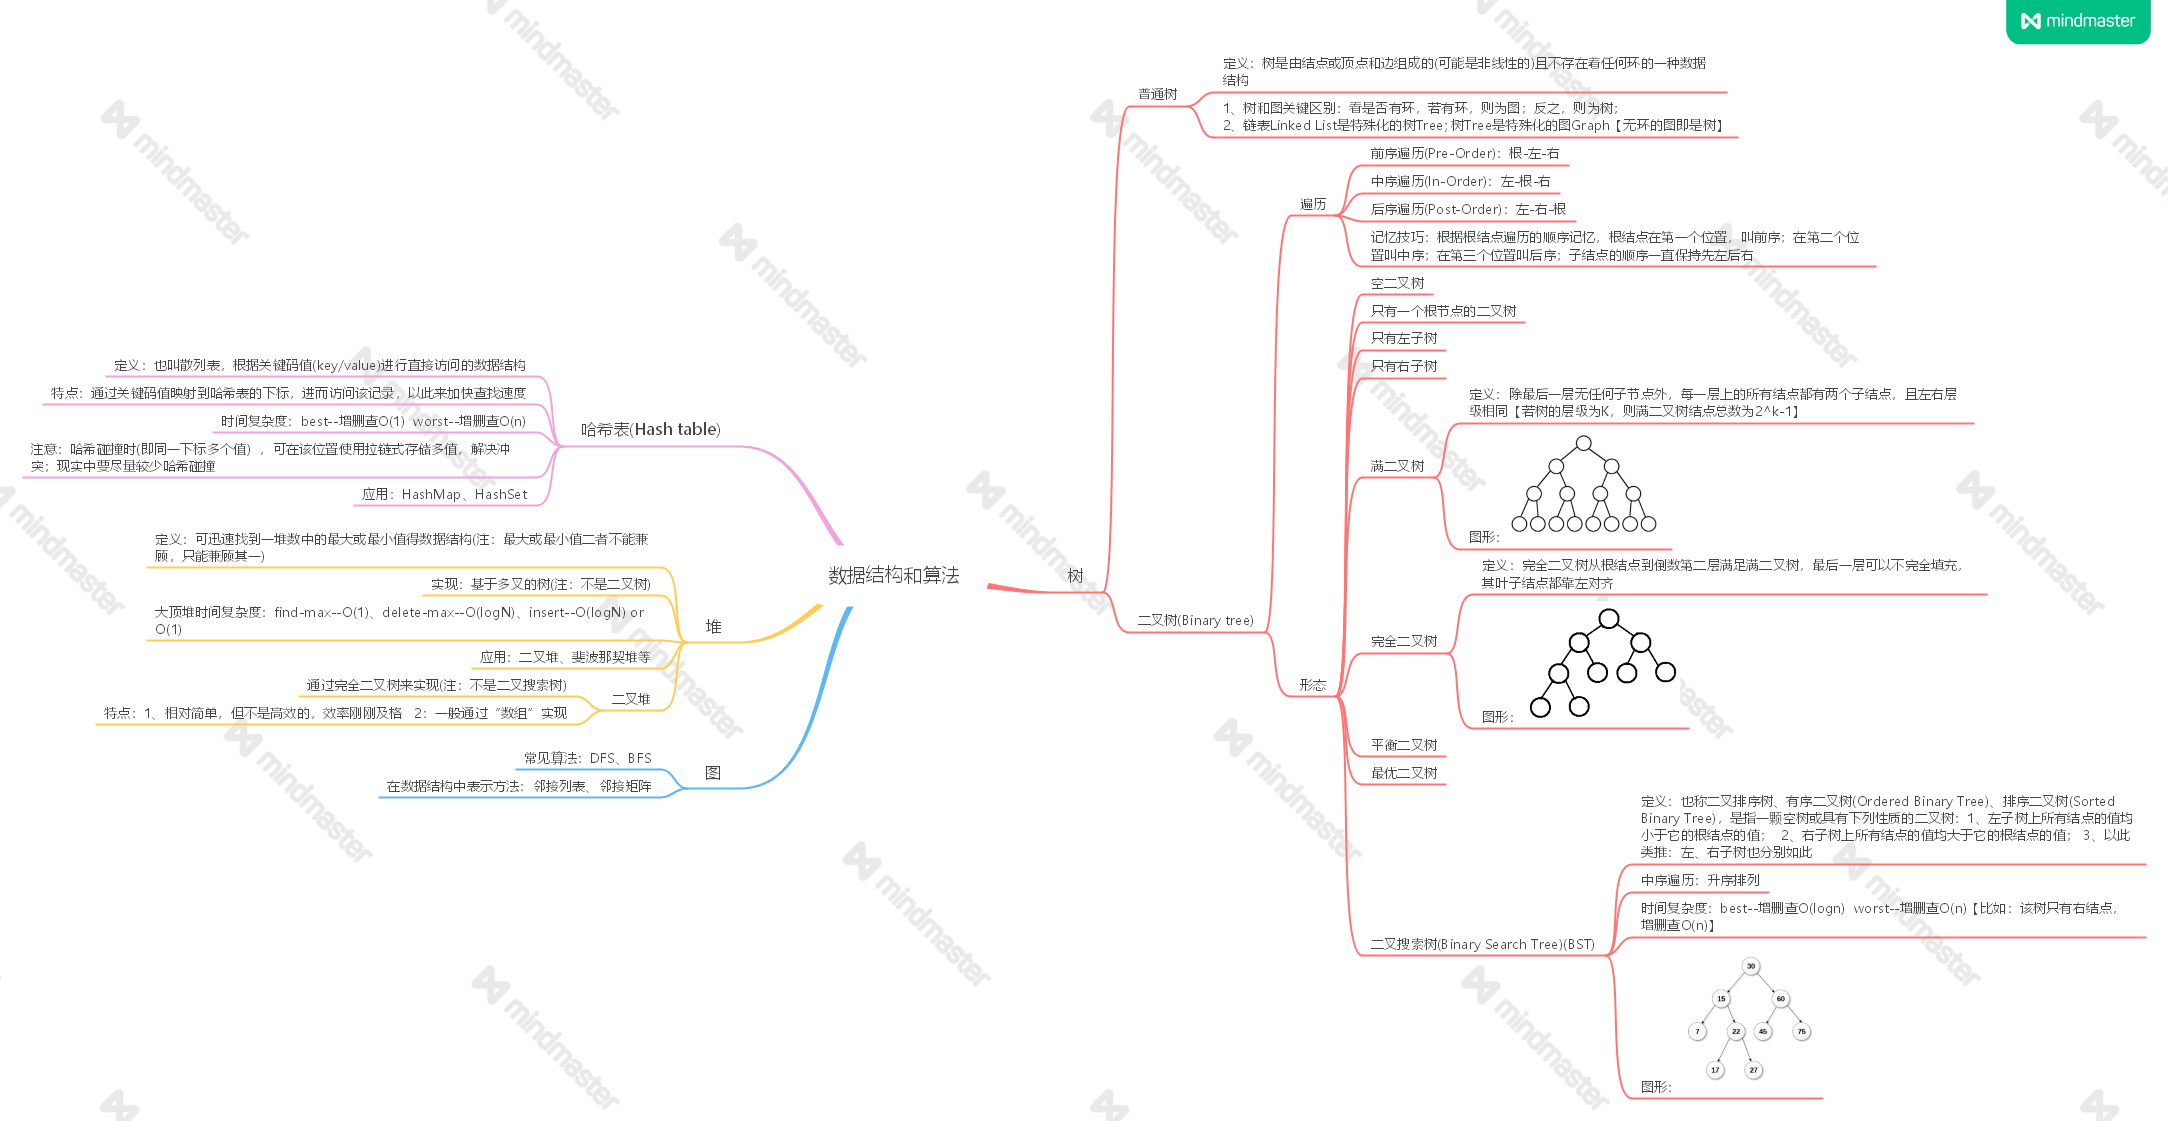 mindmaster
数据结构和算法
树
普通树
定义：树是由结点或顶点和边组成的(可能是非线性的)且不存在着任何环的一种数据
结构
1、树和图关键区别：看是否有环，若有环，则为图；反之，则为树；
2、链表Linked List是特殊化的树Tree; 树Tree是特殊化的图Graph【无环的图即是树】
二叉树(Binary tree)
遍历
前序遍历(Pre-Order)：根-左-右
中序遍历(In-Order)：左-根-右
后序遍历(Post-Order)：左-右-根
记忆技巧：根据根结点遍历的顺序记忆，根结点在第一个位置，叫前序；在第二个位
置叫中序；在第三个位置叫后序；子结点的顺序一直保持先左后右
形态
空二叉树
只有一个根节点的二叉树
只有左子树
只有右子树
满二叉树
定义：除最后一层无任何子节点外，每一层上的所有结点都有两个子结点，且左右层
级相同【若树的层级为K，则满二叉树结点总数为2^k-1】
图形：
完全二叉树
定义：完全二叉树从根结点到倒数第二层满足满二叉树，最后一层可以不完全填充，
其叶子结点都靠左对齐
图形：
平衡二叉树
最优二叉树
二叉搜索树(Binary Search Tree)(BST)
定义：也称二叉排序树、有序二叉树(Ordered Binary Tree)、排序二叉树(Sorted
Binary Tree)，是指一颗空树或具有下列性质的二叉树：1、左子树上所有结点的值均
小于它的根结点的值； 2、右子树上所有结点的值均大于它的根结点的值； 3、以此
类推：左、右子树也分别如此
中序遍历：升序排列
时间复杂度：best--增删查O(logn)  worst--增删查O(n)【比如：该树只有右结点，
增删查O(n)】
30
15
60
7
22
45
75
17
27
图形：
哈希表(Hash table)
定义：也叫散列表，根据关键码值(key/value)进行直接访问的数据结构
特点：通过关键码值映射到哈希表的下标，进而访问该记录，以此来加快查找速度
时间复杂度：best--增删查O(1)  worst--增删查O(n)
注意：哈希碰撞时(即同一下标多个值) ，可在该位置使用拉链式存储多值，解决冲
突；现实中要尽量较少哈希碰撞
应用：HashMap、HashSet
堆
定义：可迅速找到一堆数中的最大或最小值得数据结构(注：最大或最小值二者不能兼
顾，只能兼顾其一)
实现：基于多叉的树(注：不是二叉树)
大顶堆时间复杂度：find-max--O(1)、delete-max--O(logN)、insert--O(logN) or
O(1)
应用：二叉堆、斐波那契堆等
二叉堆
通过完全二叉树来实现(注：不是二叉搜索树)
特点：1、相对简单，但不是高效的，效率刚刚及格   2：一般通过“数组”实现
图
常见算法：DFS、BFS
在数据结构中表示方法：邻接列表、邻接矩阵